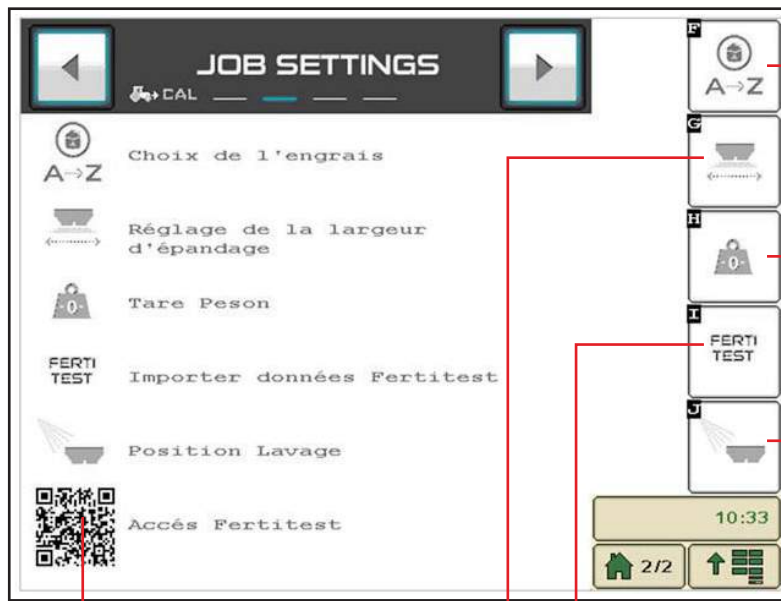 JOB SETTINGS
CAL
A→Z
Choix de l'engrais
Réglage de la largeur
d'épandage
-0-
Tare Peson
FERTI
TEST
Importer données Fertitest
Position Lavage
Accés Fertitest
F
A→Z
G
H
-0-
I
FERTI
TEST
J
10:33
2/2